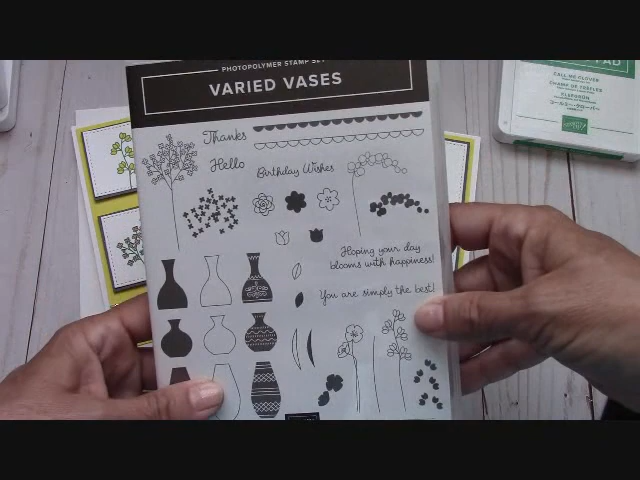 PHOTOPOLYMER STAMP SET
VARIED VASES
Thanks
Hello
Birthday Wishes
Hoping your day
blooms with happiness!
You are simply the best!
PAD
CALL ME CLOVER